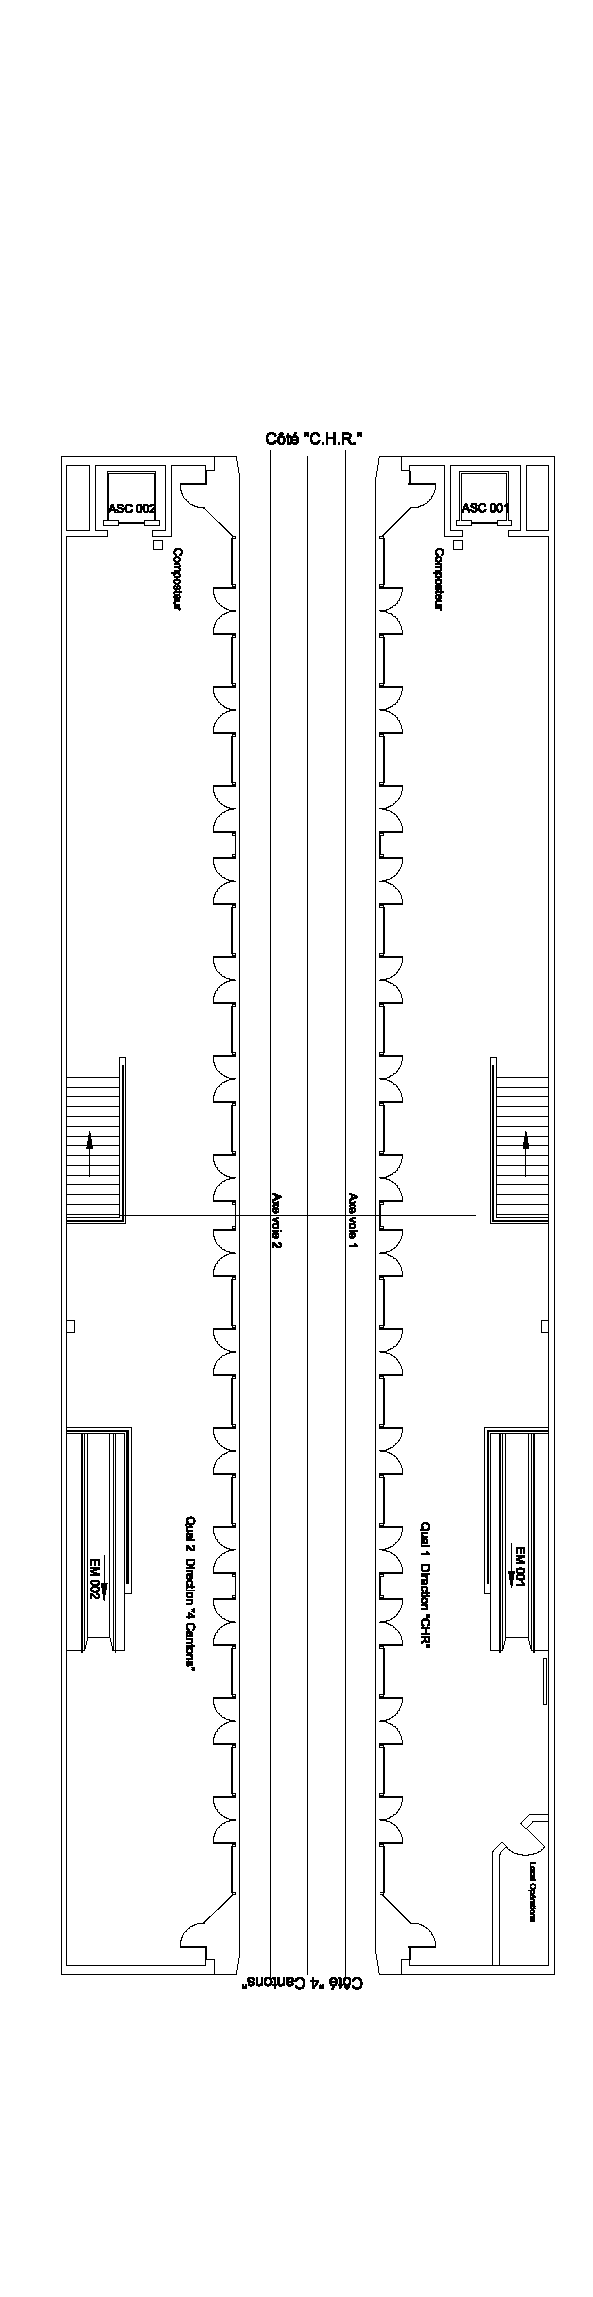 Côté "C.H.R."
ASC 002
ASC 001
Composteur
Composteur
Axe voie 2
Axe voie 1
Quai 2 Direction "4 Cantons"
Quai 1 Direction "CHR"
EM 002
EM 001
Local Opérations
Côté "4 Cantons"